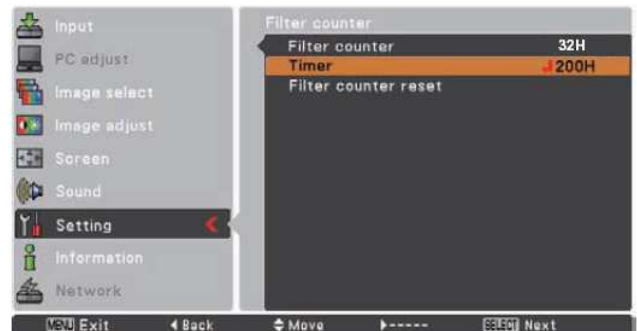 Input
PC adjust
Image select
Image adjust
Screen
Sound
Setting
Information
Network
Filter counter
Filter counter 32H
Timer 200H
Filter counter reset
MENU Exit Back Move ----- SELECT Next